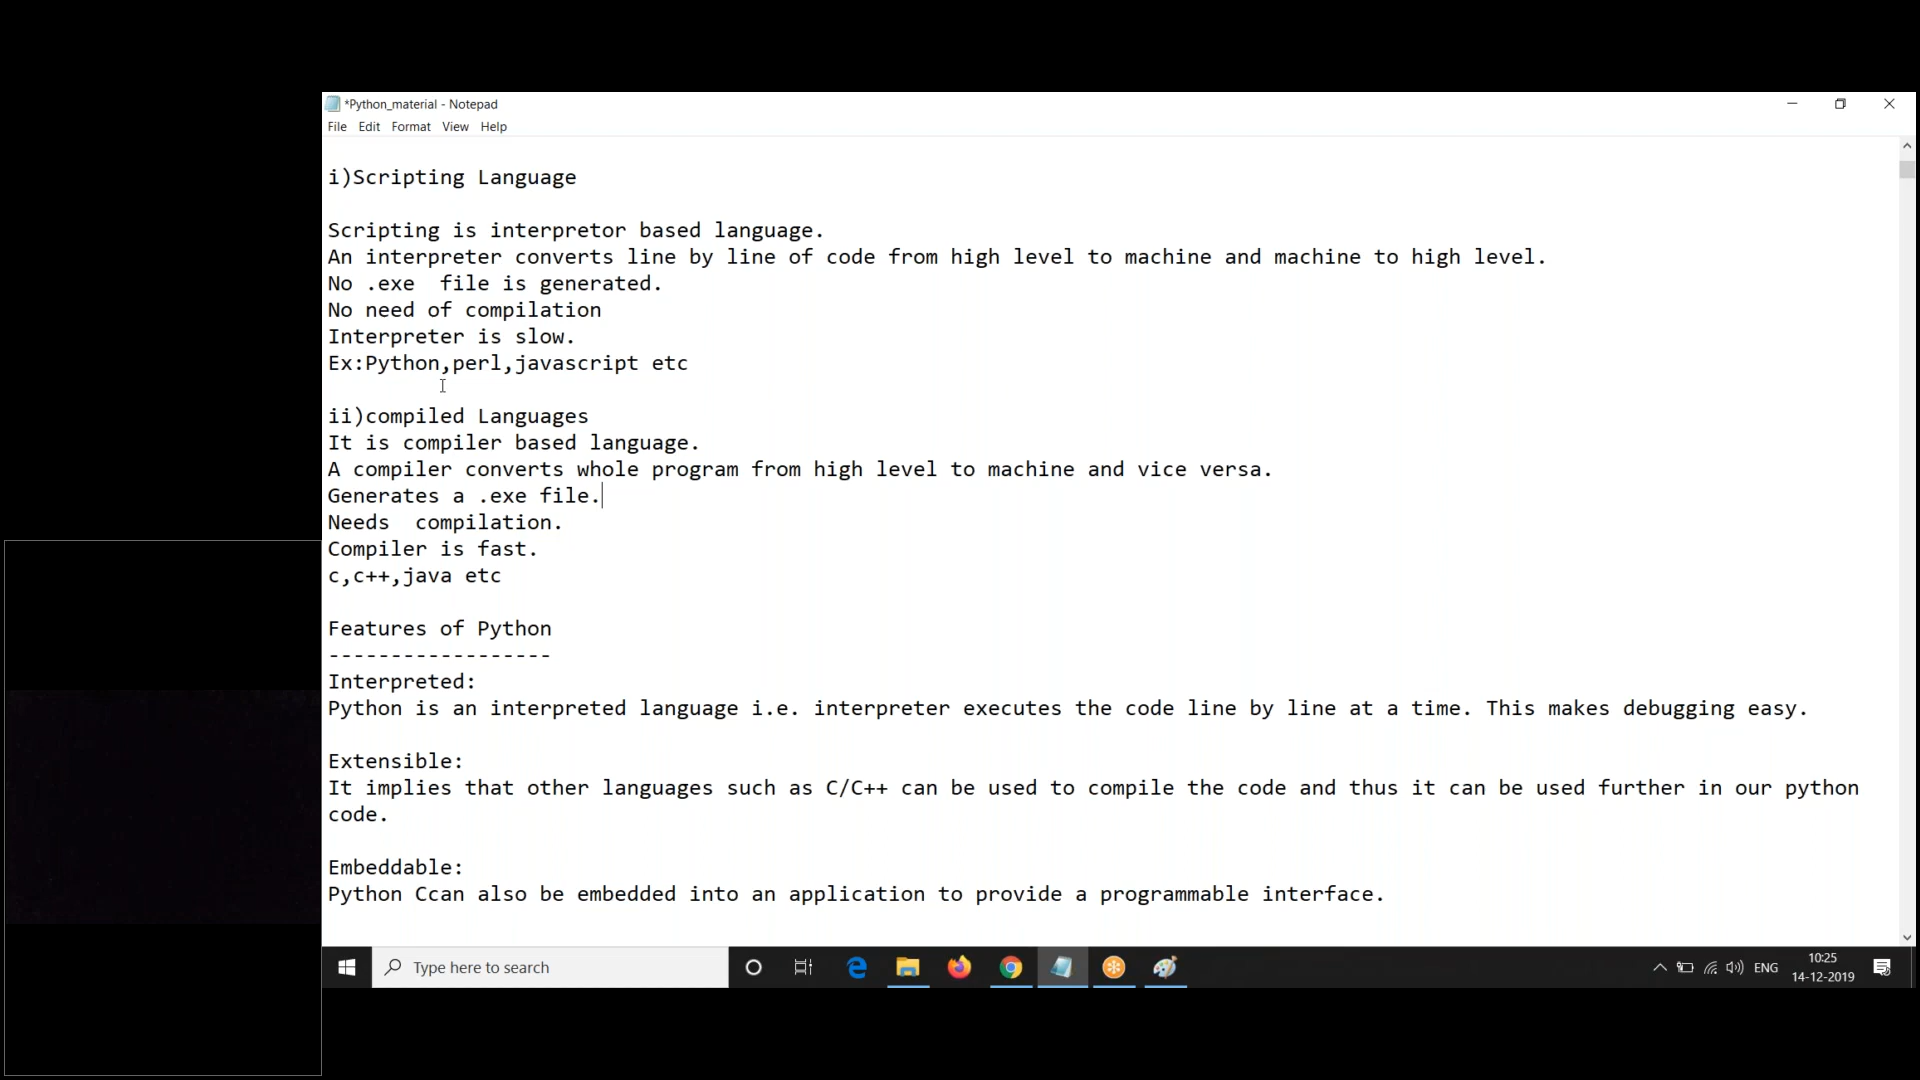 *Python_material - Notepad
File Edit Format View Help
i)Scripting Language
Scripting is interpretor based language.
An interpreter converts line by line of code from high level to machine and machine to high level.
No .exe  file is generated.
No need of compilation
Interpreter is slow.
Ex:Python,perl,javascript etc
ii)compiled Languages
It is compiler based language.
A compiler converts whole program from high level to machine and vice versa.
Generates a .exe file.
Needs  compilation.
Compiler is fast.
c,c++,java etc
Features of Python
------------------
Interpreted:
Python is an interpreted language i.e. interpreter executes the code line by line at a time. This makes debugging easy.
Extensible:
It implies that other languages such as C/C++ can be used to compile the code and thus it can be used further in our python
code.
Embeddable:
Python Ccan also be embedded into an application to provide a programmable interface.
Type here to search
ENG
10:25
14-12-2019